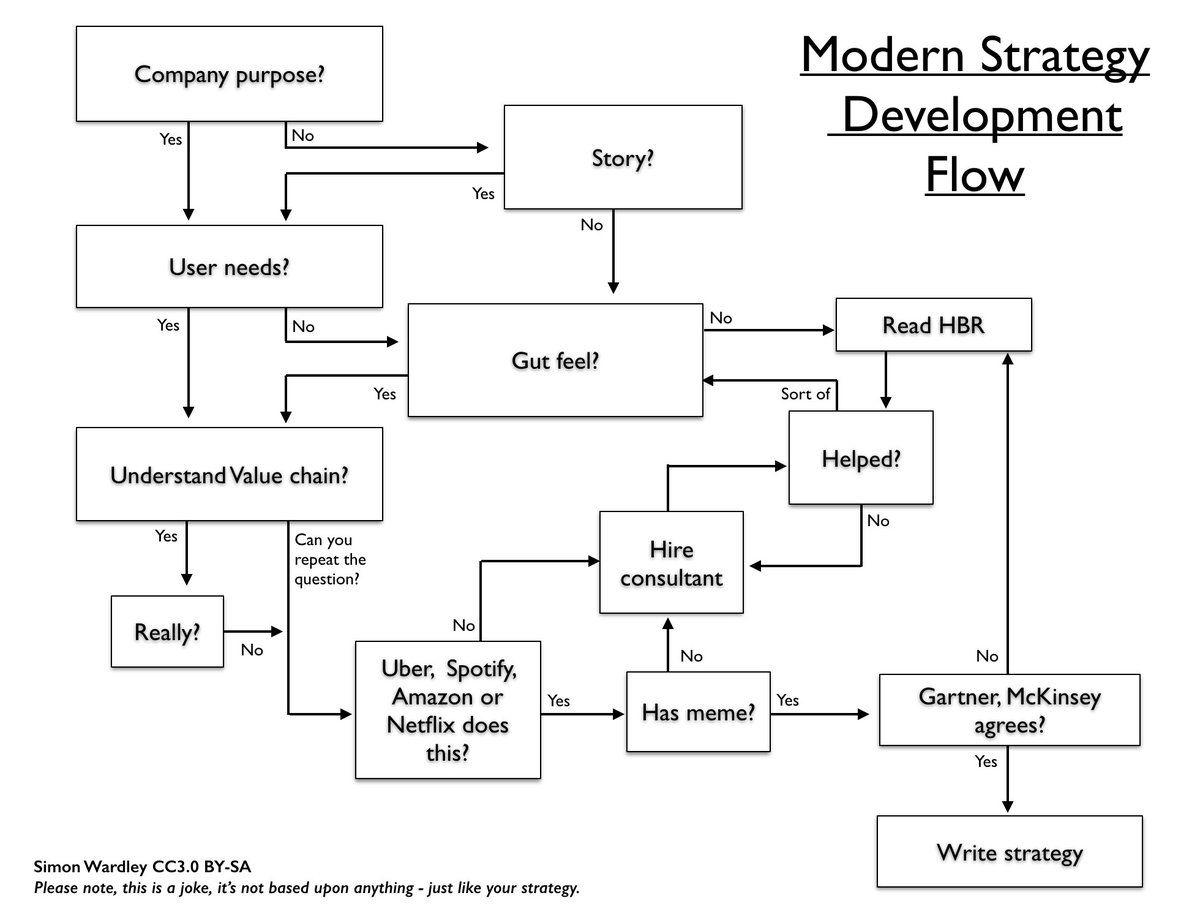 Modern Strategy
Development
Flow
Company purpose?
Yes
No
Story?
Yes
No
User needs?
Yes
No
Gut feel?
No
Yes
Read HBR
Sort of
Helped?
No
Understand Value chain?
Yes
Can you
repeat the
question?
Really?
No
Hire
consultant
No
Uber, Spotify,
Amazon or
Netflix does
this?
Yes
No
Has meme?
Yes
No
Gartner, McKinsey
agrees?
Yes
Write strategy
Simon Wardley CC3.0 BY-SA
Please note, this is a joke, it's not based upon anything - just like your strategy.